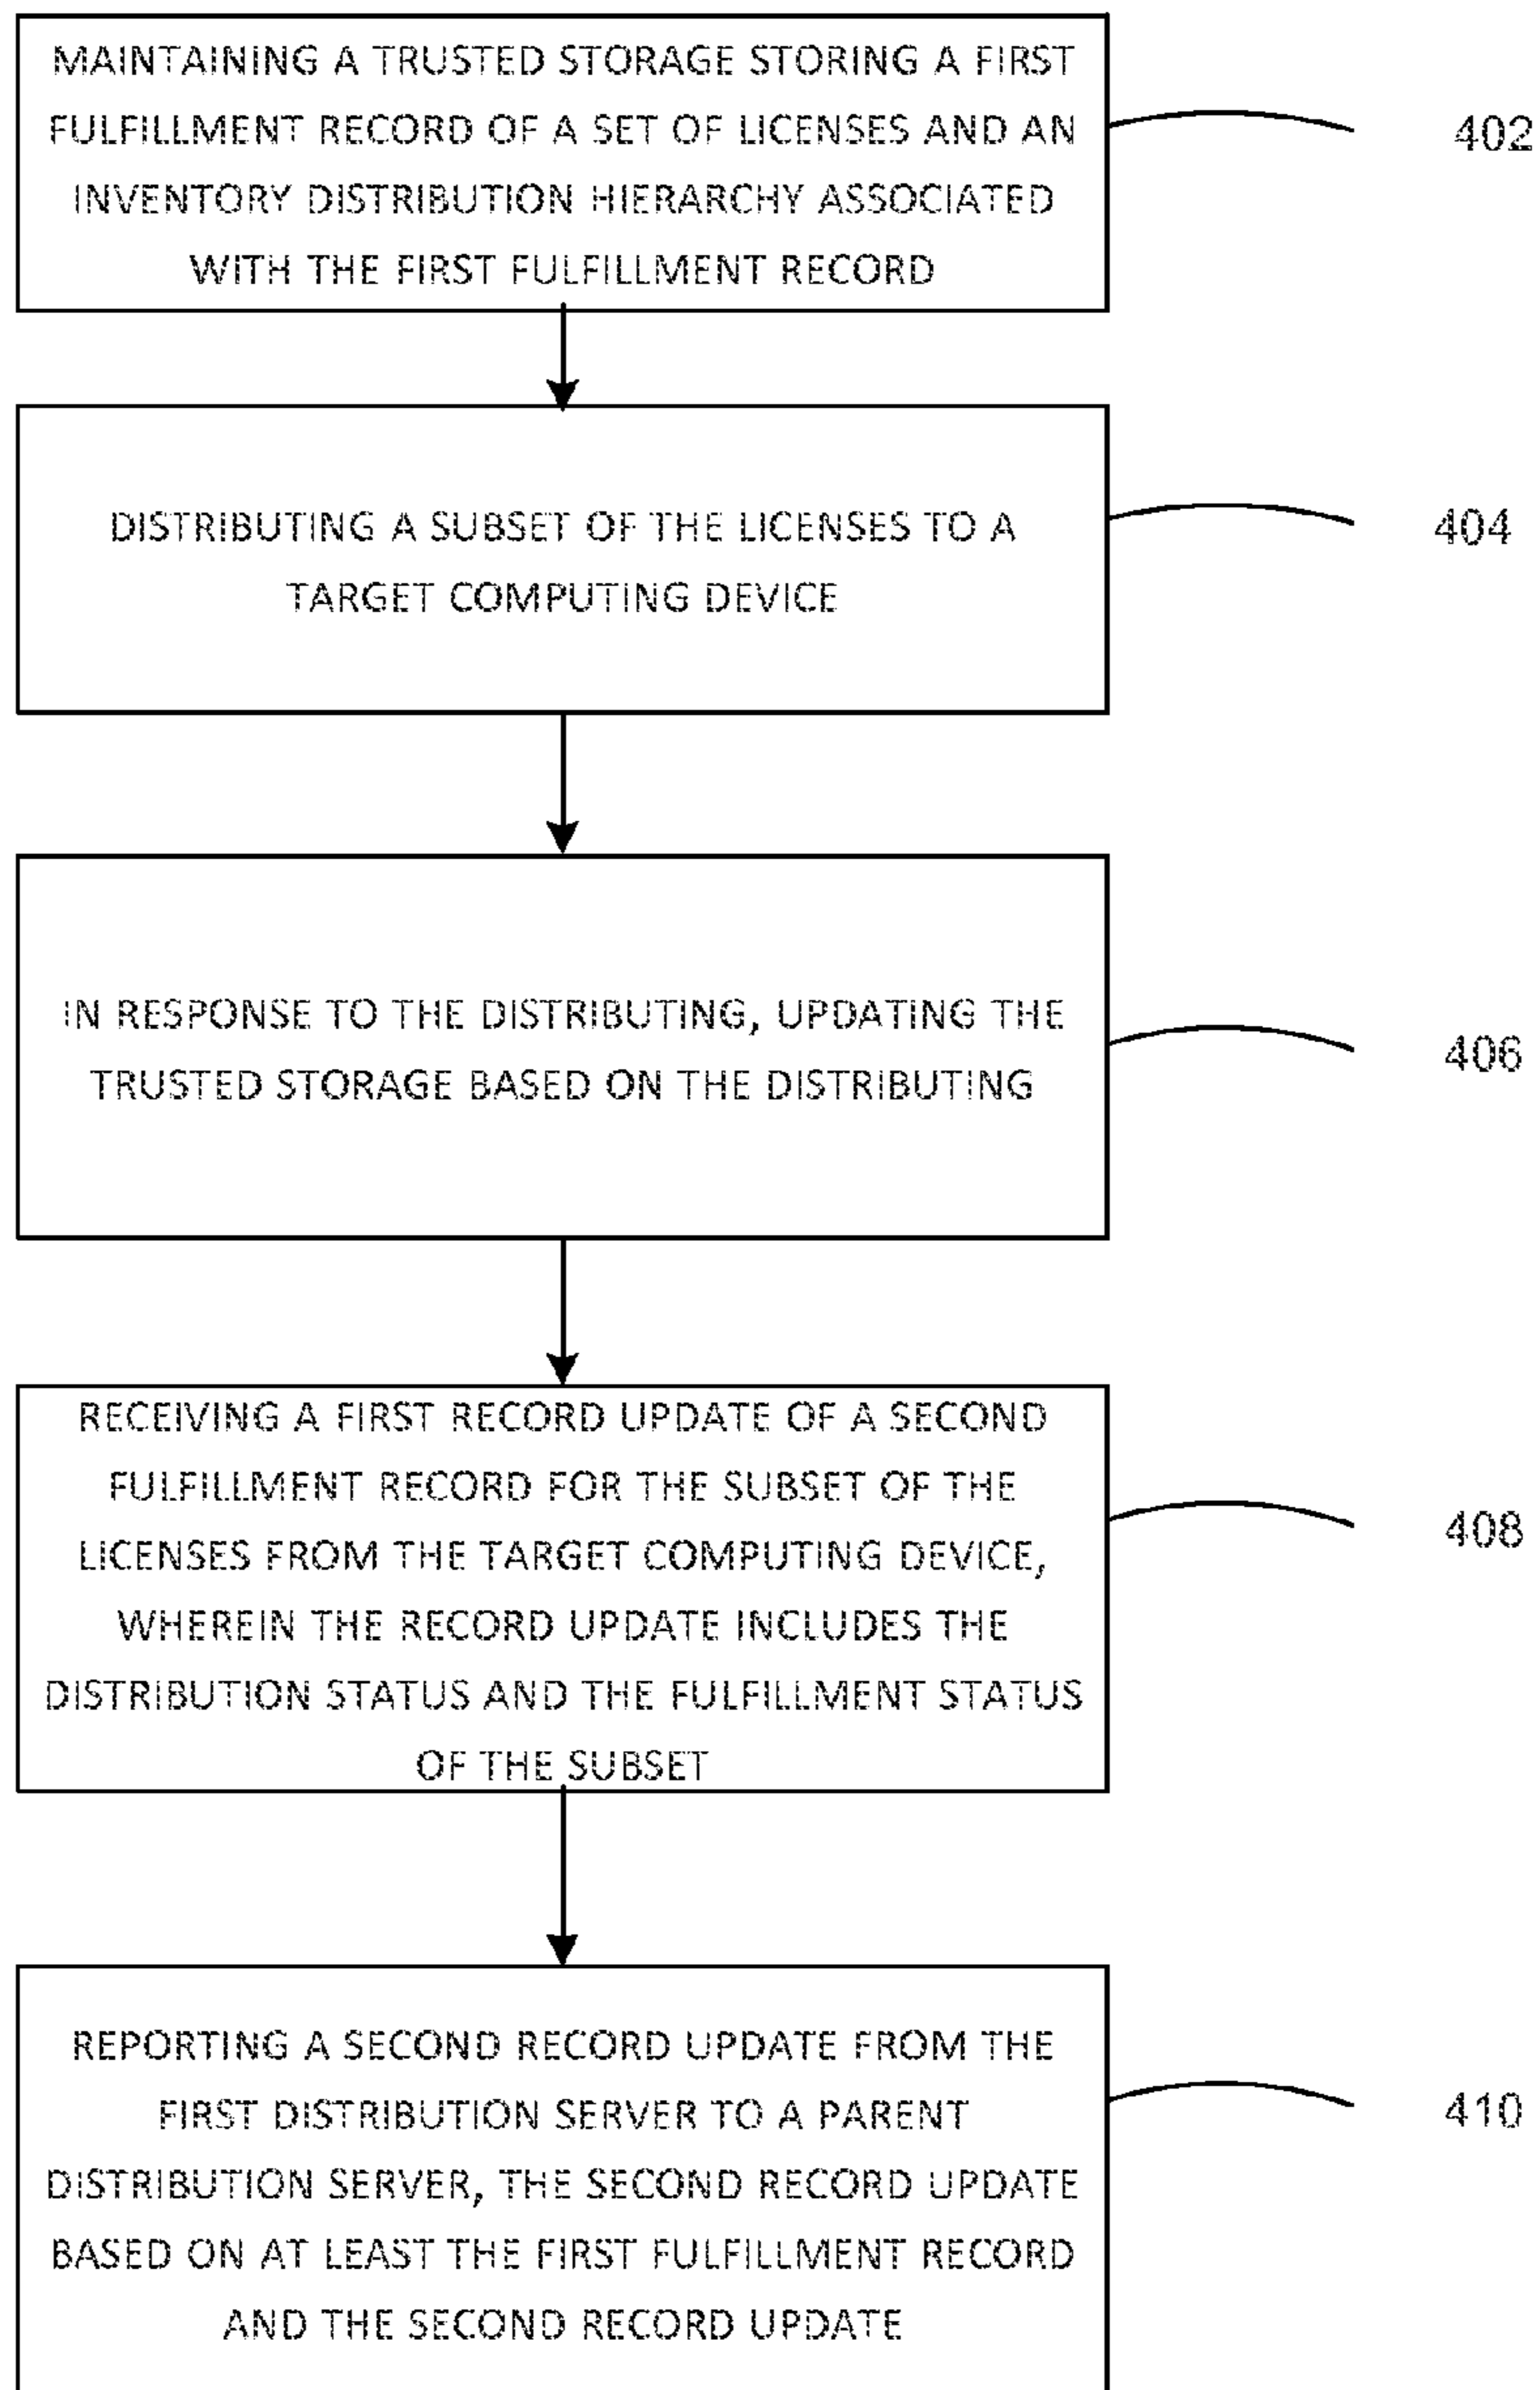 MAINTAINING A TRUSTED STORAGE STORING A FIRST
FULFILLMENT RECORD OF A SET OF LICENSES AND AN
INVENTORY DISTRIBUTION HIERARCHY ASSOCIATED
WITH THE FIRST FULFILLMENT RECORD
402
DISTRIBUTING A SUBSET OF THE LICENSES TO A
TARGET COMPUTING DEVICE
404
IN RESPONSE TO THE DISTRIBUTING, UPDATING THE
TRUSTED STORAGE BASED ON THE DISTRIBUTING
406
RECEIVING A FIRST RECORD UPDATE OF A SECOND
FULFILLMENT RECORD FOR THE SUBSET OF THE
LICENSES FROM THE TARGET COMPUTING DEVICE,
WHEREIN THE RECORD UPDATE INCLUDES THE
DISTRIBUTION STATUS AND THE FULFILLMENT STATUS
OF THE SUBSET
408
REPORTING A SECOND RECORD UPDATE FROM THE
FIRST DISTRIBUTION SERVER TO A PARENT
DISTRIBUTION SERVER, THE SECOND RECORD UPDATE
BASED ON AT LEAST THE FIRST FULFILLMENT RECORD
AND THE SECOND RECORD UPDATE
410